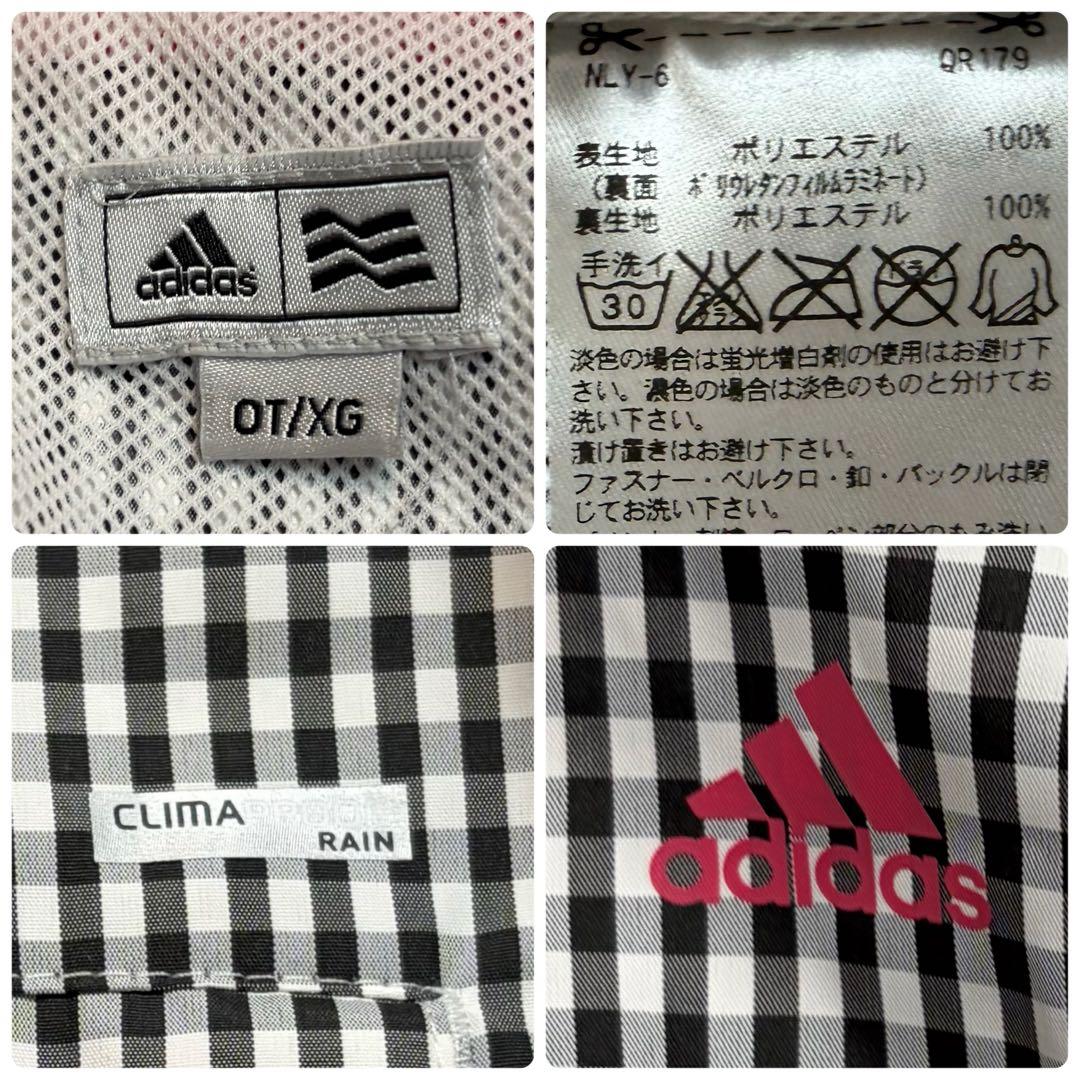 adidas
OT/XG
NLY-6 QR179
表生地 ポリエステル 100%
(裏面 ポリウレタンフィルムラミネート)
裏生地 ポリエステル 100%
手洗イ
30
淡色の場合は蛍光増白剤の使用はお避け下
さい。濃色の場合は淡色のものと分けてお
洗い下さい。
漬け置きはお避け下さい。
ファスナー・ベルクロ・釦・バックルは閉
じてお洗い下さい。
CLIMA
RAIN
adidas